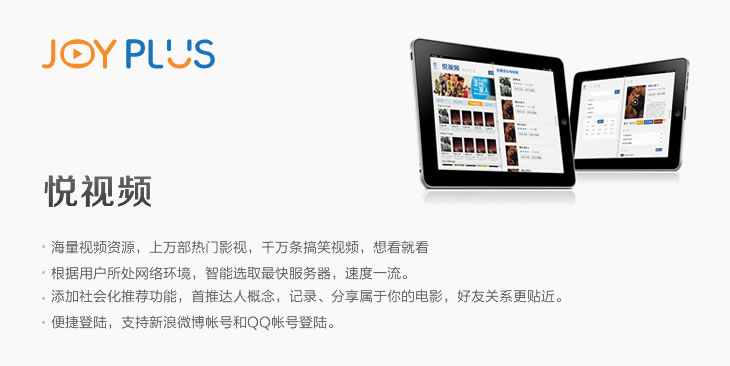 JOY PLUS
悦视频
悦视频
海量视频资源，上万部热门影视，千万条搞笑视频，想看就看
根据用户所处网络环境，智能选取最快服务器，速度一流。
添加社会化推荐功能，首推达人概念，记录、分享属于你的电影，好友关系更贴近。
便捷登陆，支持新浪微博帐号和QQ帐号登陆。